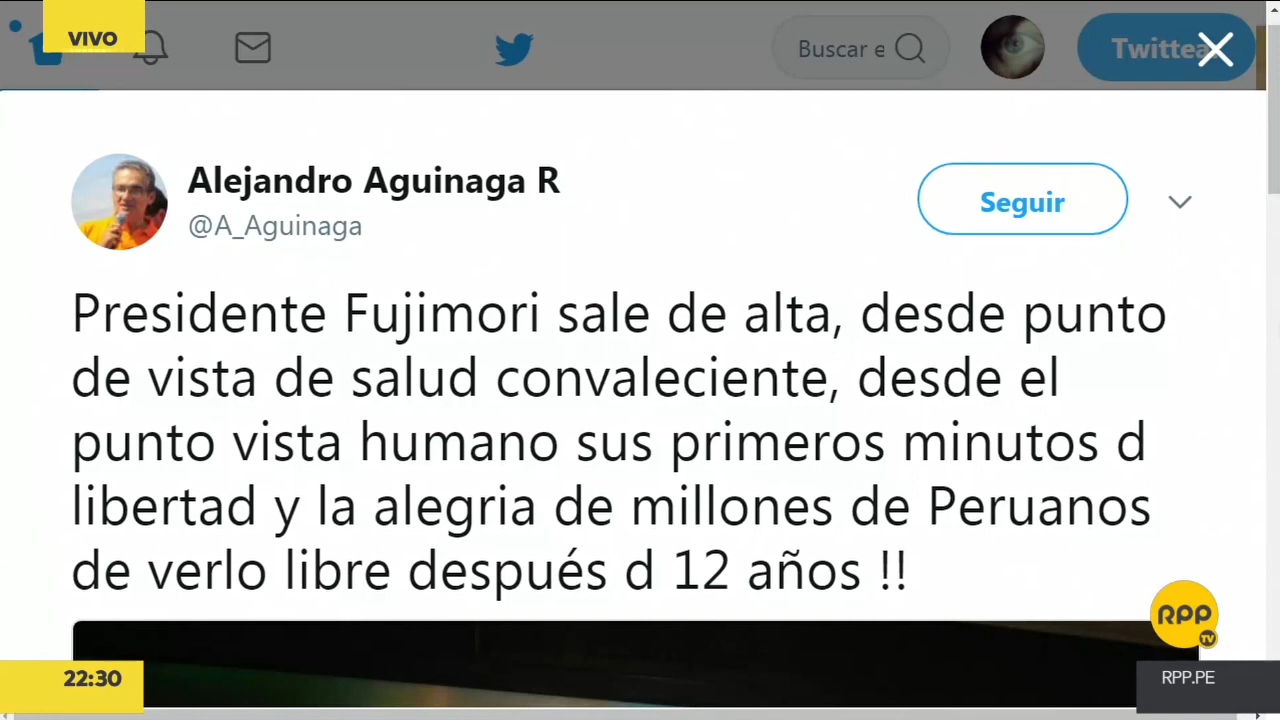 VIVO
Buscar e
Twittea
Alejandro Aguinaga R
@A_Aguinaga
Seguir
Presidente Fujimori sale de alta, desde punto
de vista de salud convaleciente, desde el
punto vista humano sus primeros minutos d
libertad y la alegria de millones de Peruanos
de verlo libre después d 12 años !!
RPP
TV
22:30
RPP.PE